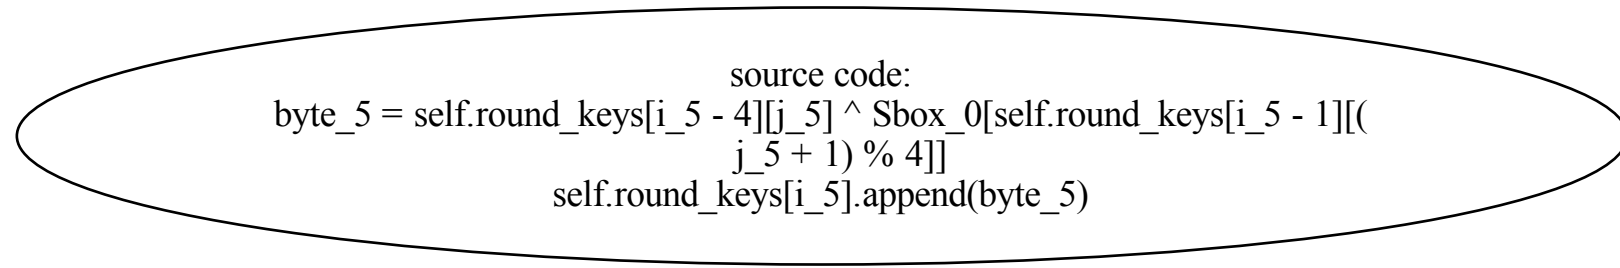 source code:
byte_5 = self.round_keys[i_5 - 4][j_5] ^ Sbox_0[self.round_keys[i_5 - 1][(
j_5 + 1) % 4]]
self.round_keys[i_5].append(byte_5)